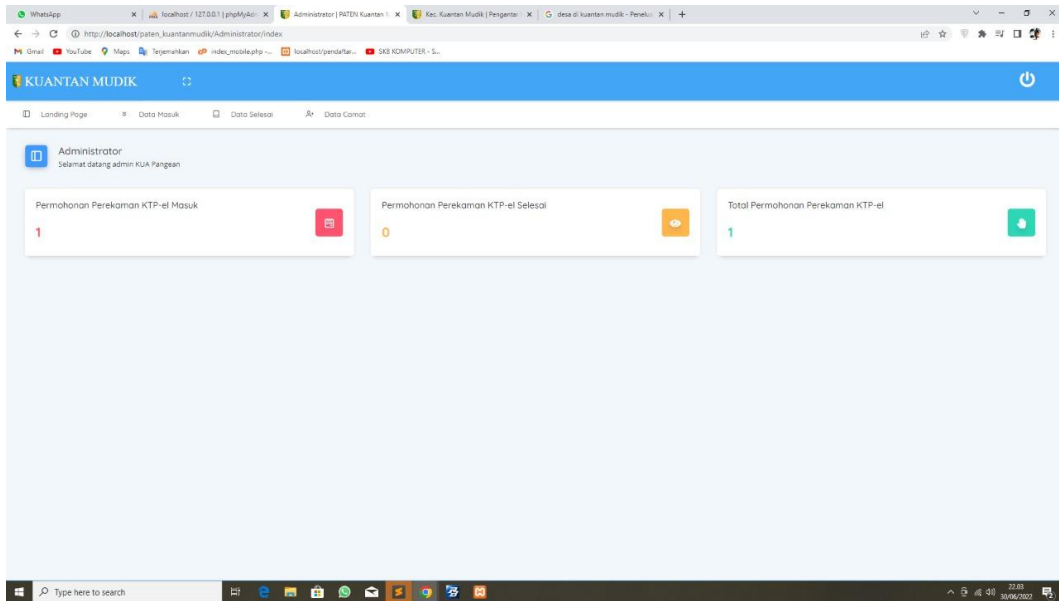 WhatsApp
localhost / 127.0.0.1 | phpMyAd
Administrator | PATEN Kuantan
Kec. Kuantan Mudik | Pengantar
desa di kuantan mudik - Penelu
http://localhost/paten_kuantanmudik/Administrator/index
Gmail YouTube Maps Terjemahkan index_mobile.php -... localhost/pendaftar... SKB KOMPUTER - S...
KUANTAN MUDIK
Landing Page Data Masuk Data Selesai Data Camat
Administrator
Selamat datang admin KUA Pangean
Permohonan Perekaman KTP-el Masuk
1
Permohonan Perekaman KTP-el Selesai
0
Total Permohonan Perekaman KTP-el
1
Type here to search
22.03
30/06/2022